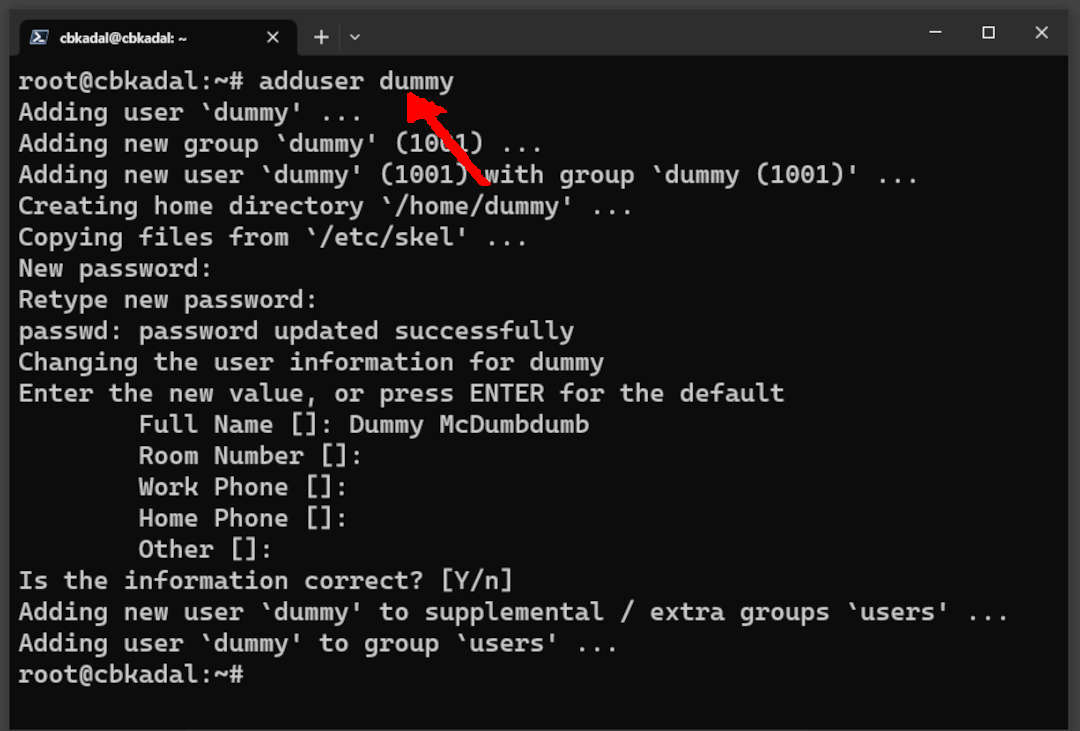 cbkadal@cbkadal: ~
root@cbkadal:~# adduser dummy
Adding user `dummy' ...
Adding new group `dummy' (1001) ...
Adding new user `dummy' (1001) with group `dummy (1001)' ...
Creating home directory `/home/dummy' ...
Copying files from `/etc/skel' ...
New password:
Retype new password:
passwd: password updated successfully
Changing the user information for dummy
Enter the new value, or press ENTER for the default
Full Name []: Dummy McDumbdumb
Room Number []:
Work Phone []:
Home Phone []:
Other []:
Is the information correct? [Y/n]
Adding new user `dummy' to supplemental / extra groups `users' ...
Adding user `dummy' to group `users' ...
root@cbkadal:~#